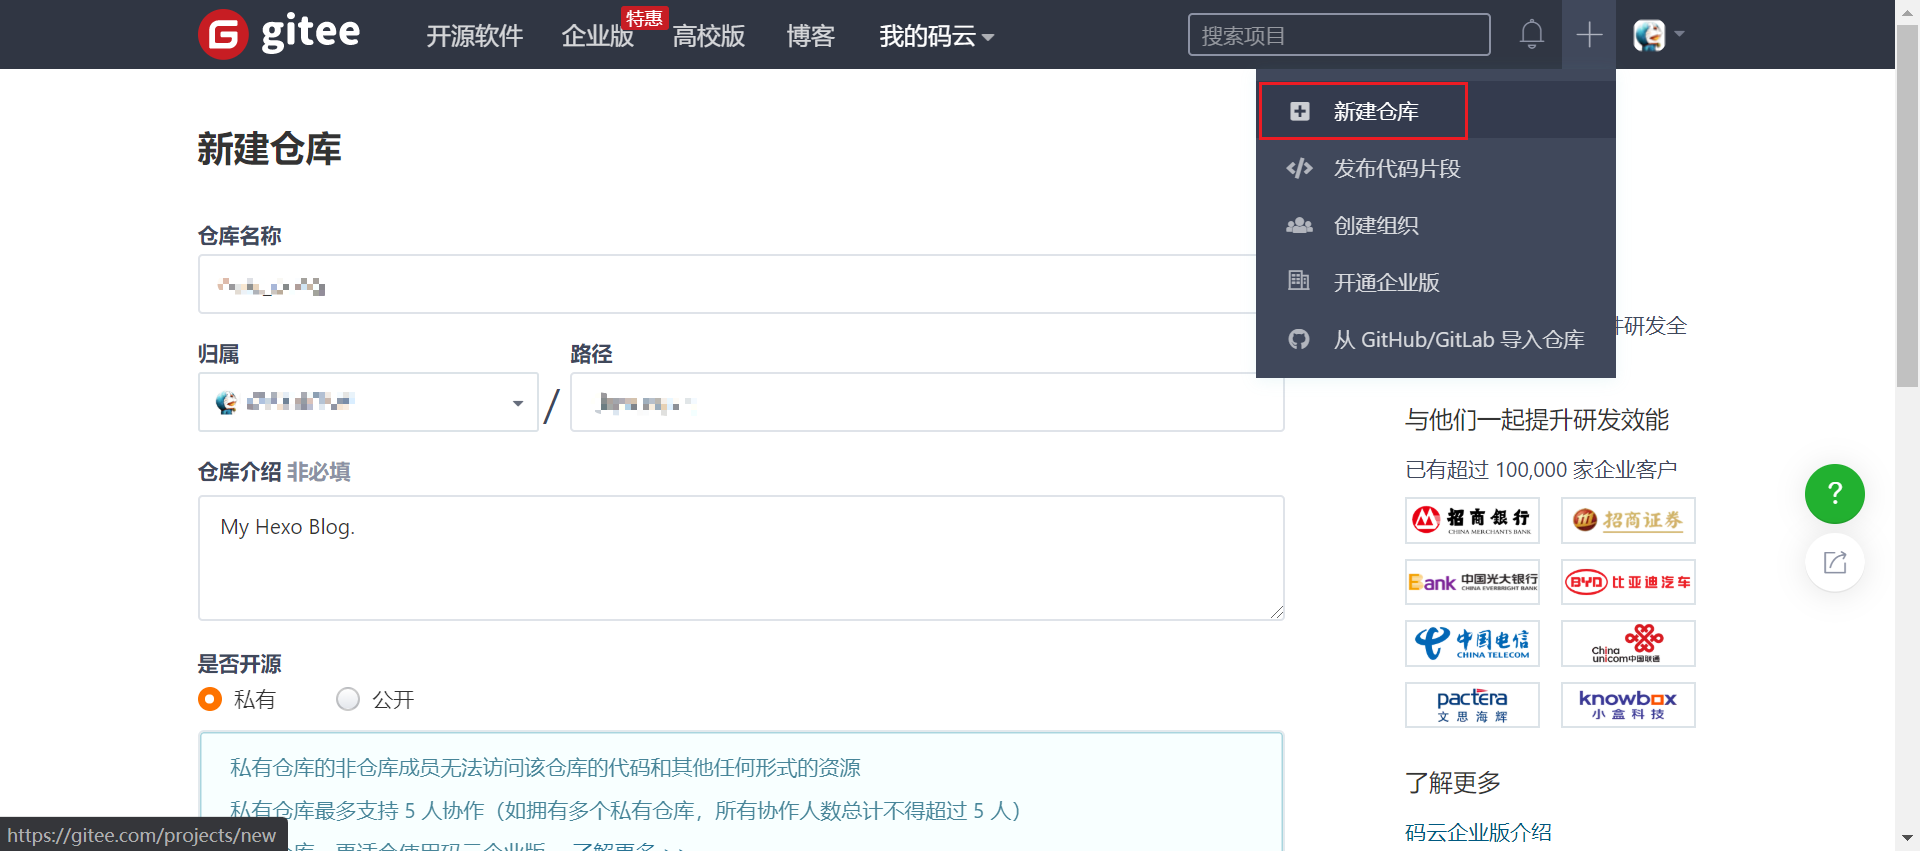 gitee
开源软件
企业版
特惠
高校版
博客
我的码云
搜索项目
新建仓库
发布代码片段
创建组织
开通企业版
从 GitHub/GitLab 导入仓库
新建仓库
仓库名称
归属
路径
/
仓库介绍 非必填
My Hexo Blog.
是否开源
私有
公开
私有仓库的非仓库成员无法访问该仓库的代码和其他任何形式的资源
私有仓库最多支持 5 人协作（如拥有多个私有仓库，所有协作人数总计不得超过 5 人）
https://gitee.com/projects/new
研发全
与他们一起提升研发效能
已有超过 100,000 家企业客户
招商银行
CHINA MERCHANTS BANK
招商证券
Bank 中国光大银行
CHINA EVERBRIGHT BANK
BYD 比亚迪汽车
中国电信
CHINA TELECOM
China
unicom中国联通
pactera
文思海辉
knowbox
小盒科技
了解更多
码云企业版介绍
?